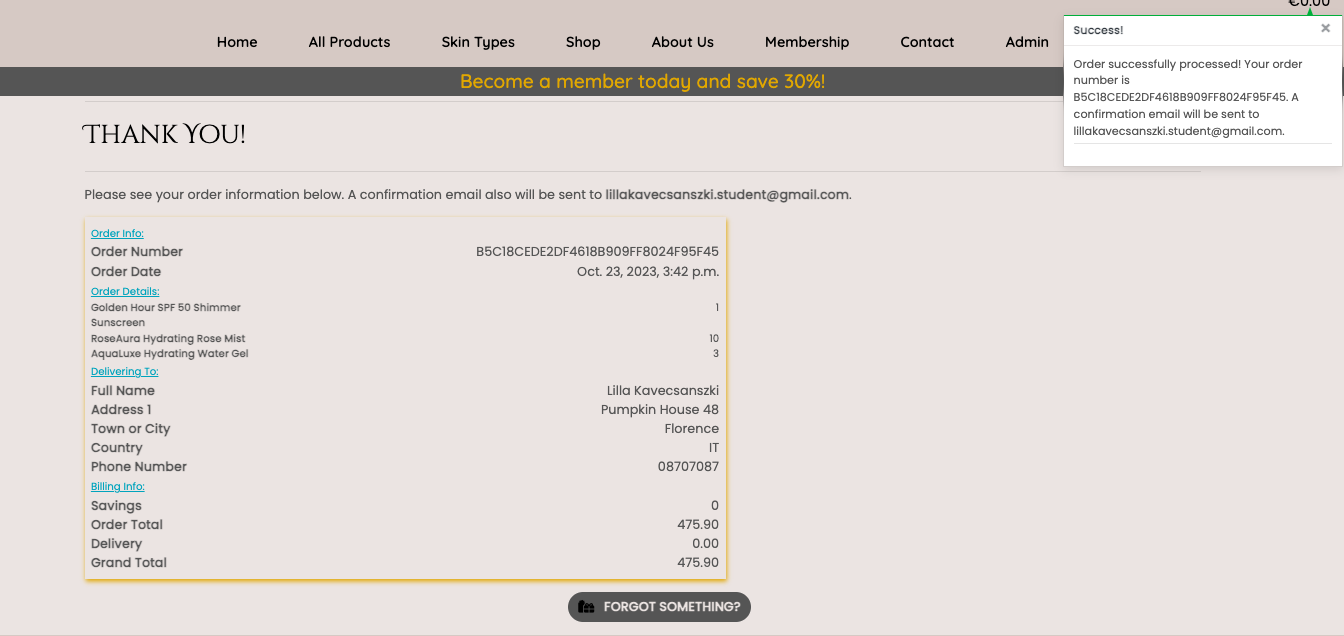 €0.00
Home All Products Skin Types Shop About Us Membership Contact Admin
Become a member today and save 30%!
Success! ×
Order successfully processed! Your order
number is
B5C18CEDE2DF4618B909FF8024F95F45. A
confirmation email will be sent to
lillakavecsanszki.student@gmail.com.
THANK YOU!
Please see your order information below. A confirmation email also will be sent to lillakavecsanszki.student@gmail.com.
Order Info:
Order Number B5C18CEDE2DF4618B909FF8024F95F45
Order Date Oct. 23, 2023, 3:42 p.m.
Order Details:
Golden Hour SPF 50 Shimmer 1
Sunscreen
RoseAura Hydrating Rose Mist 10
AquaLuxe Hydrating Water Gel 3
Delivering To:
Full Name Lilla Kavecsanszki
Address 1 Pumpkin House 48
Town or City Florence
Country IT
Phone Number 08707087
Billing Info:
Savings 0
Order Total 475.90
Delivery 0.00
Grand Total 475.90
FORGOT SOMETHING?